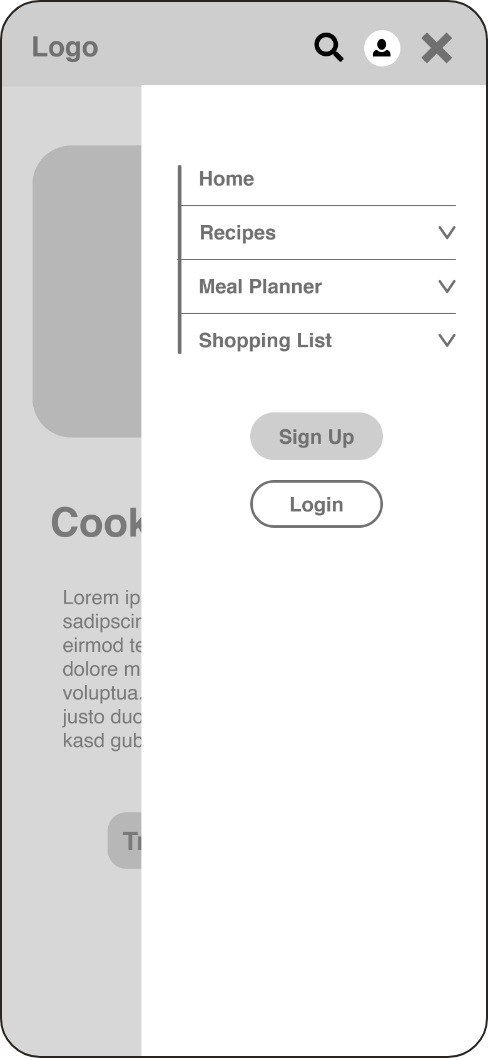 Logo
Home
Recipes
Meal Planner
Shopping List
Sign Up
Login
Cook
Lorem ip
sadipscin
eirmod te
dolore m
voluptua.
justo duo
kasd gub
Tr